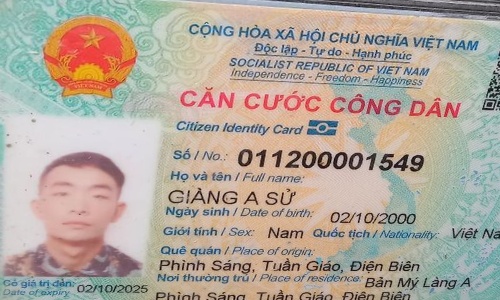 CỘNG HÒA XÃ HỘI CHỦ NGHĨA VIỆT NAM
Độc lập - Tự do - Hạnh phúc
SOCIALIST REPUBLIC OF VIET NAM
Independence - Freedom - Happiness
CĂN CƯỚC CÔNG DÂN
Citizen Identity Card
Số / No.: 011200001549
Họ và tên / Full name:
GIÀNG A SỬ
Ngày sinh / Date of birth: 02/10/2000
Giới tính / Sex: Nam Quốc tịch / Nationality: Việt Na
Quê quán / Place of origin:
Phình Sáng, Tuần Giáo, Điện Biên
Có giá trị đến: 02/10/2025
Date of expiry
Nơi thường trú / Place of residence: Bản Mý Làng A
Phình Sáng, Tuần Giáo, Điện Biên